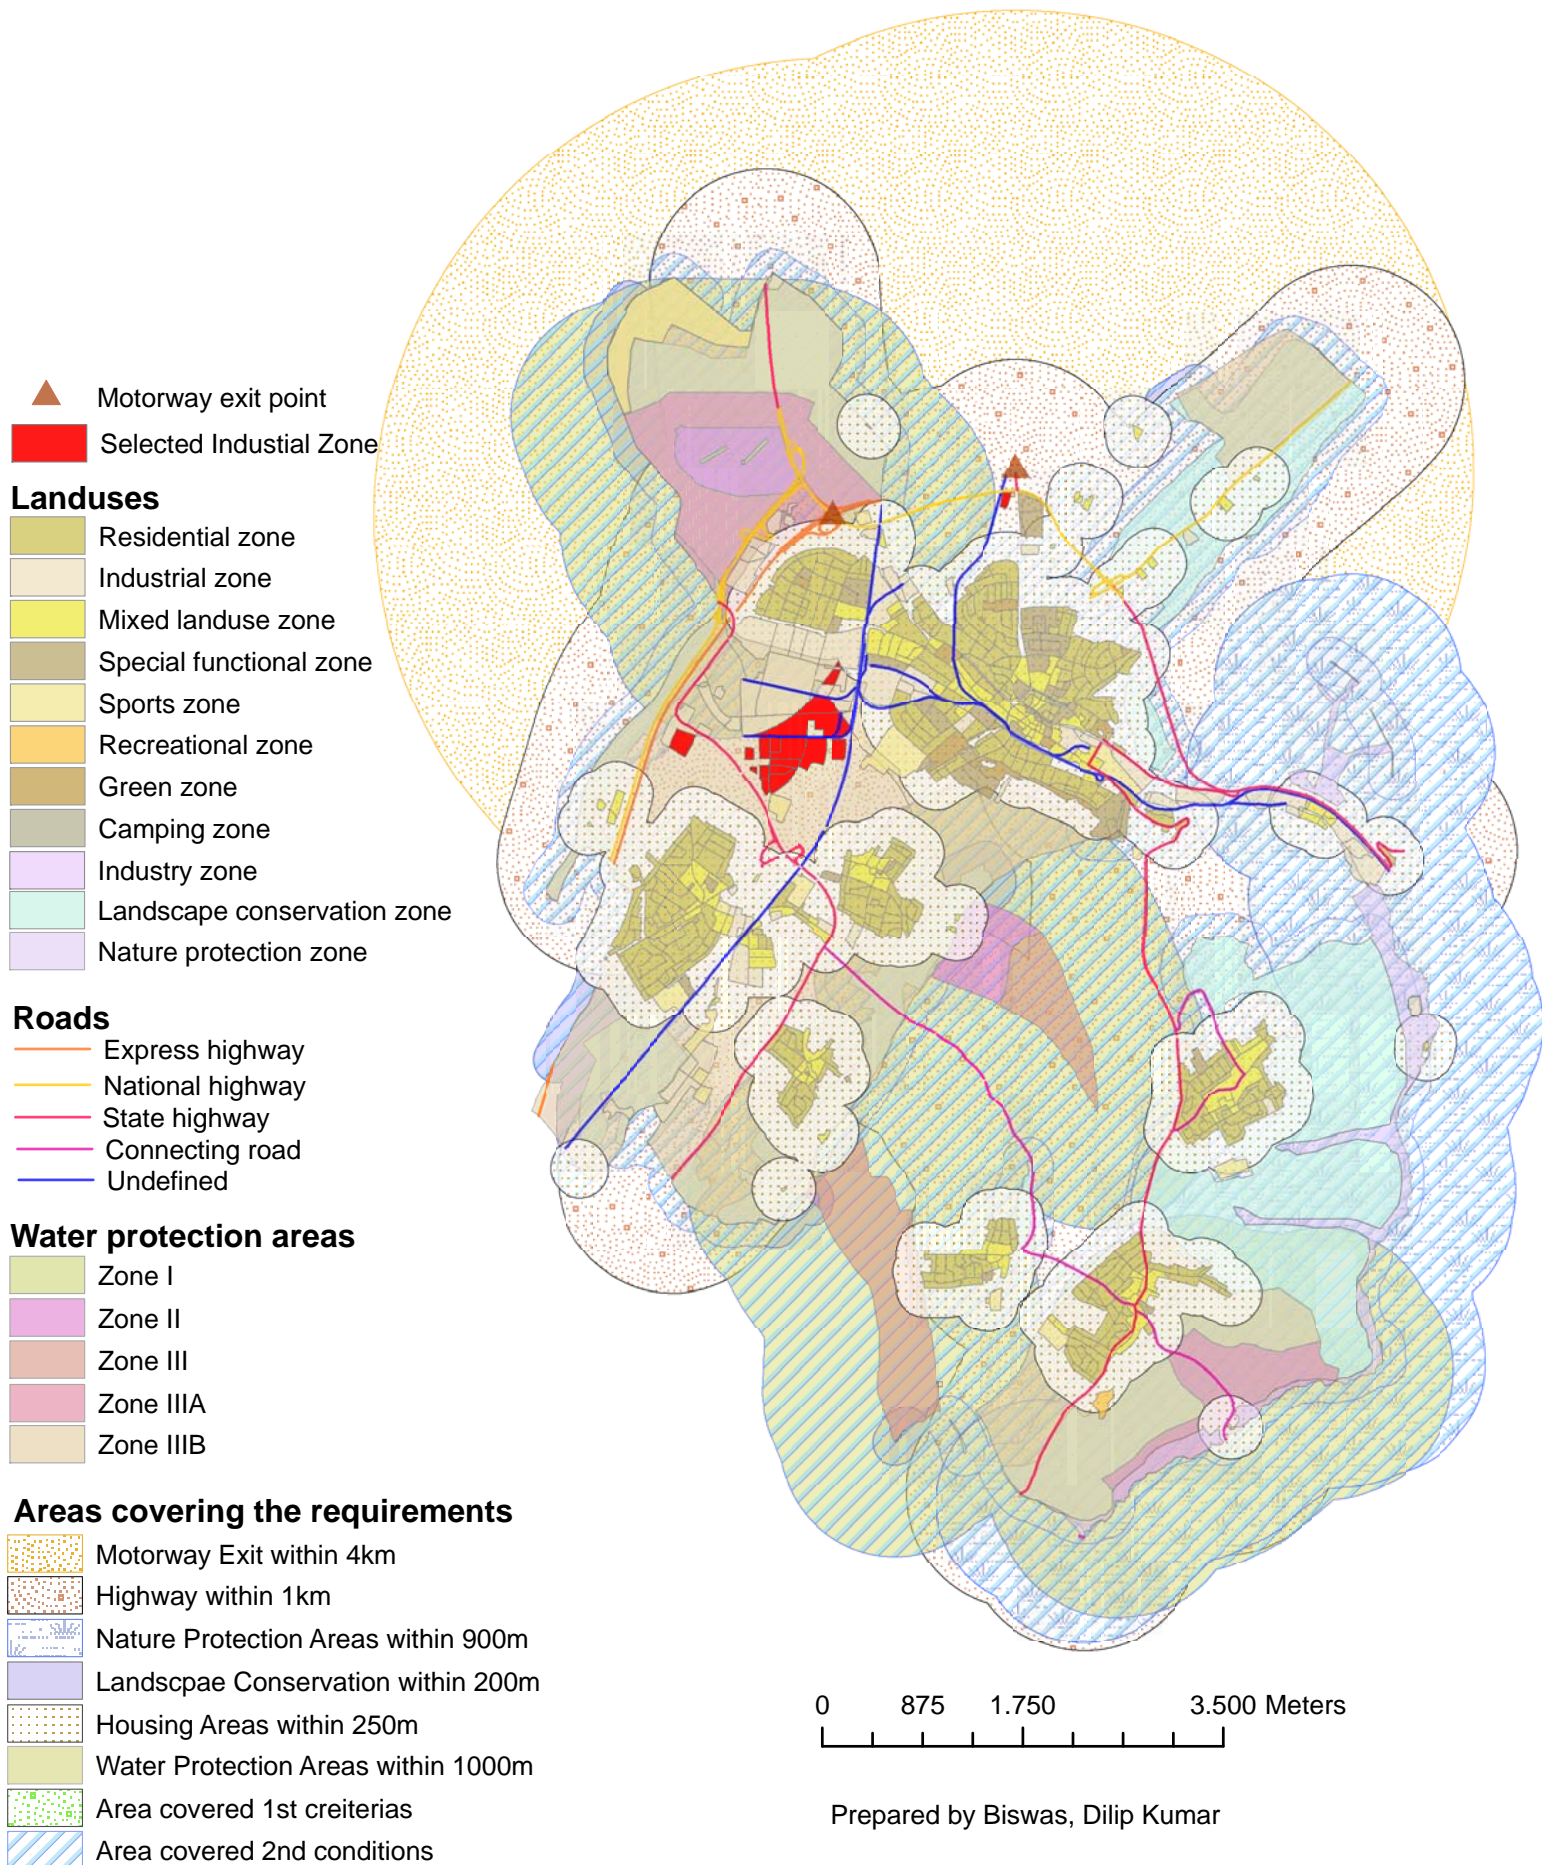 Motorway exit point
Selected Industial Zone
Landuses
Residential zone
Industrial zone
Mixed landuse zone
Special functional zone
Sports zone
Recreational zone
Green zone
Camping zone
Industry zone
Landscape conservation zone
Nature protection zone
Roads
Express highway
National highway
State highway
Connecting road
Undefined
Water protection areas
Zone I
Zone II
Zone III
Zone IIIA
Zone IIIB
Areas covering the requirements
Motorway Exit within 4km
Highway within 1km
Nature Protection Areas within 900m
Landscpae Conservation within 200m
Housing Areas within 250m
Water Protection Areas within 1000m
Area covered 1st creiterias
Area covered 2nd conditions
0 875 1.750 3.500 Meters
Prepared by Biswas, Dilip Kumar